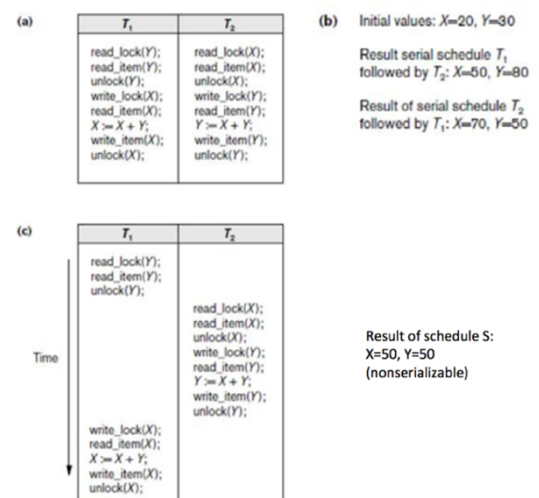 (a)
T₁
read_lock(Y);
read_item(Y);
unlock(Y);
write_lock(X);
read_item(X);
X := X + Y;
write_item(X);
unlock(X);
T₂
read_lock(X);
read_item(X);
unlock(X);
write_lock(Y);
read_item(Y);
Y := X + Y;
write_item(Y);
unlock(Y);
(b) Initial values: X=20, Y=30
Result serial schedule T₁
followed by T₂: X=50, Y=80
Result of serial schedule T₂
followed by T₁: X=70, Y=50
(c)
T₁
T₂
Time
read_lock(Y);
read_item(Y);
unlock(Y);
read_lock(X);
read_item(X);
unlock(X);
write_lock(Y);
read_item(Y);
Y := X + Y;
write_item(Y);
unlock(Y);
write_lock(X);
read_item(X);
X := X + Y;
write_item(X);
unlock(X);
Result of schedule S:
X=50, Y=50
(nonserializable)